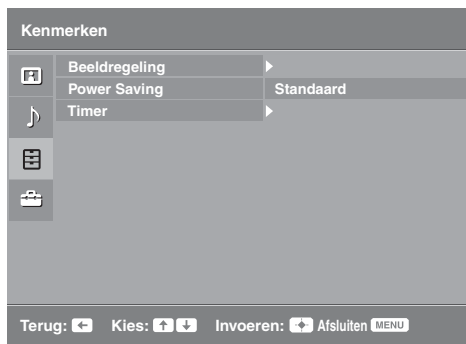 Kenmerken
Beeldregeling
Power Saving Standaard
Timer
Terug: Kies: Invoeren: Afsluiten MENU